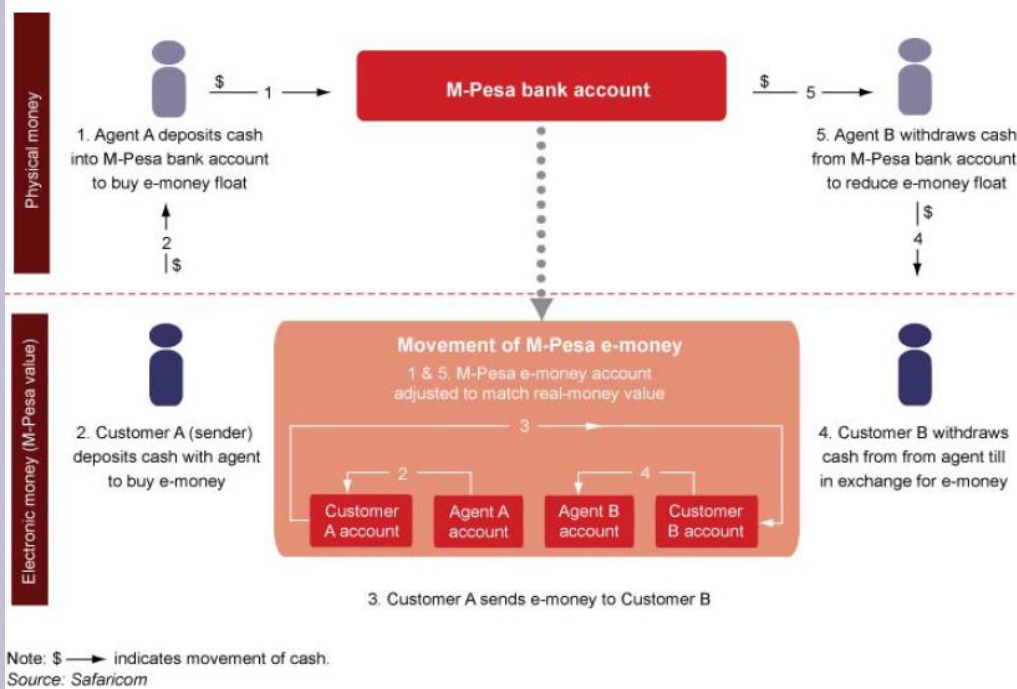 Physical money
$
1
M-Pesa bank account
$
5
1. Agent A deposits cash
into M-Pesa bank account
to buy e-money float
5. Agent B withdraws cash
from M-Pesa bank account
to reduce e-money float
2
$
$
4
Electronic money (M-Pesa value)
Movement of M-Pesa e-money
1 & 5. M-Pesa e-money account
adjusted to match real-money value
3
2. Customer A (sender)
deposits cash with agent
to buy e-money
4. Customer B withdraws
cash from from agent till
in exchange for e-money
2
4
Customer
A account
Agent A
account
Agent B
account
Customer
B account
3. Customer A sends e-money to Customer B
Note: $ indicates movement of cash.
Source: Safaricom